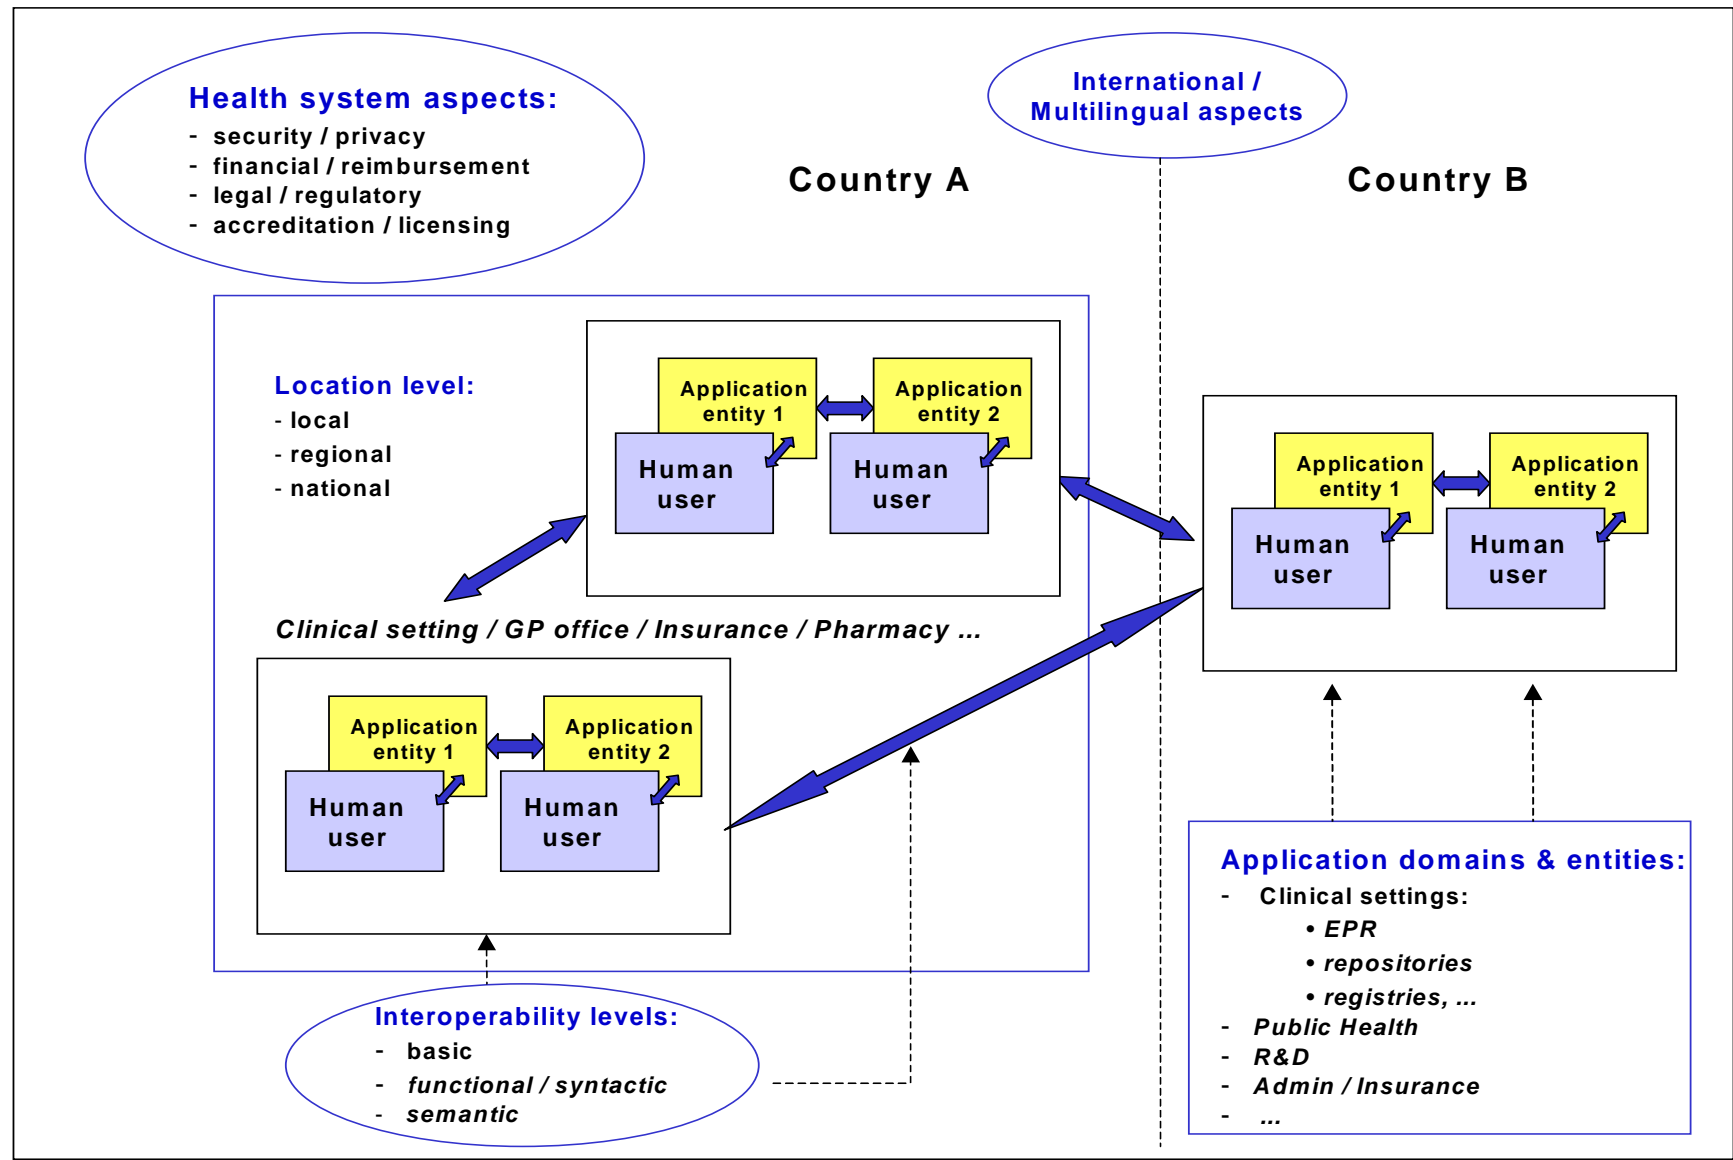 Health system aspects:
- security / privacy
- financial / reimbursement
- legal / regulatory
- accreditation / licensing
International /
Multilingual aspects
Country A
Country B
Location level:
- local
- regional
- national
Application
entity 1
Application
entity 2
Human
user
Human
user
Application
entity 1
Application
entity 2
Human
user
Human
user
Clinical setting / GP office / Insurance / Pharmacy ...
Application
entity 1
Application
entity 2
Human
user
Human
user
Interoperability levels:
- basic
- functional / syntactic
- semantic
Application domains & entities:
- Clinical settings:
• EPR
• repositories
• registries, ...
- Public Health
- R&D
- Admin / Insurance
- ...